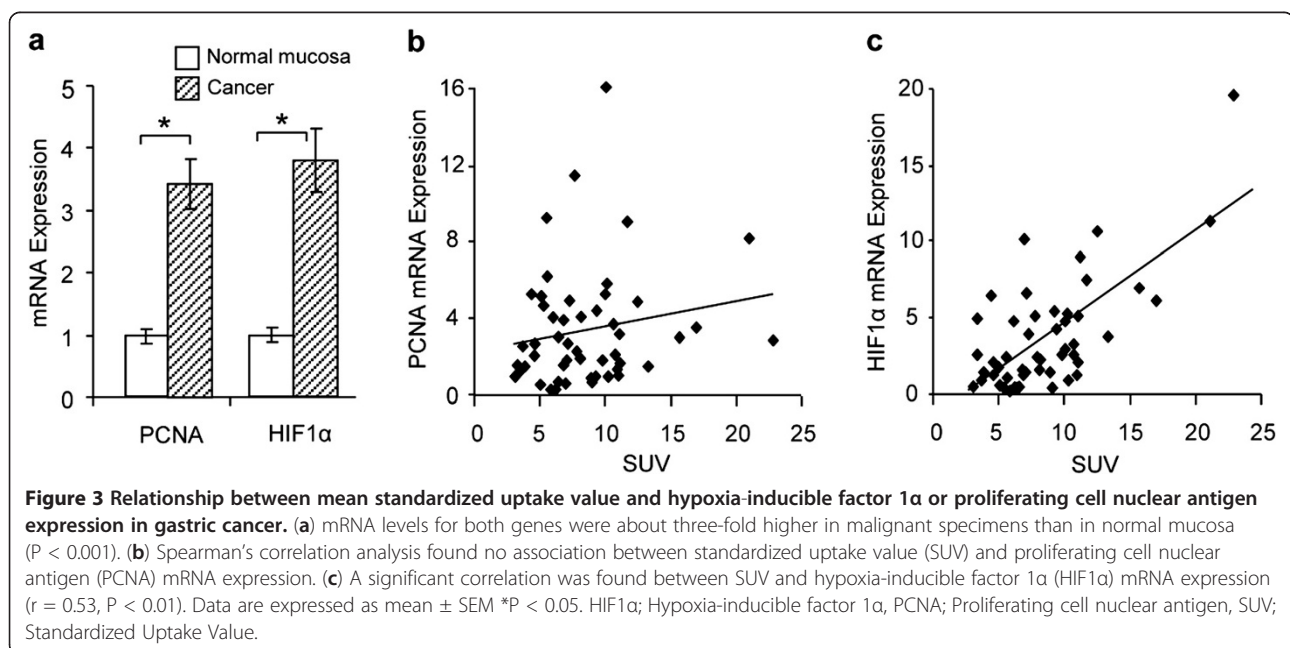 a
Normal mucosa
Cancer
5
4
3
2
1
0
mRNA Expression
*
*
PCNA
HIF1α
b
16
12
8
4
0
PCNA mRNA Expression
0
5
10
15
20
25
SUV
c
20
15
10
5
0
HIF1α mRNA Expression
0
5
10
15
20
25
SUV
Figure 3 Relationship between mean standardized uptake value and hypoxia-inducible factor 1α or proliferating cell nuclear antigen
expression in gastric cancer. (a) mRNA levels for both genes were about three-fold higher in malignant specimens than in normal mucosa
(P < 0.001). (b) Spearman's correlation analysis found no association between standardized uptake value (SUV) and proliferating cell nuclear
antigen (PCNA) mRNA expression. (c) A significant correlation was found between SUV and hypoxia-inducible factor 1α (HIF1α) mRNA expression
(r = 0.53, P < 0.01). Data are expressed as mean ± SEM *P < 0.05. HIF1α; Hypoxia-inducible factor 1α, PCNA; Proliferating cell nuclear antigen, SUV;
Standardized Uptake Value.